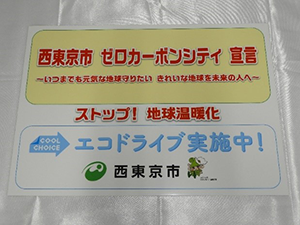 西東京市 ゼロカーボンシティ 宣言
～いつまでも元気な地球守りたい きれいな地球を未来の人へ～
ストップ！ 地球温暖化
COOL CHOICE
エコドライブ実施中！
西東京市